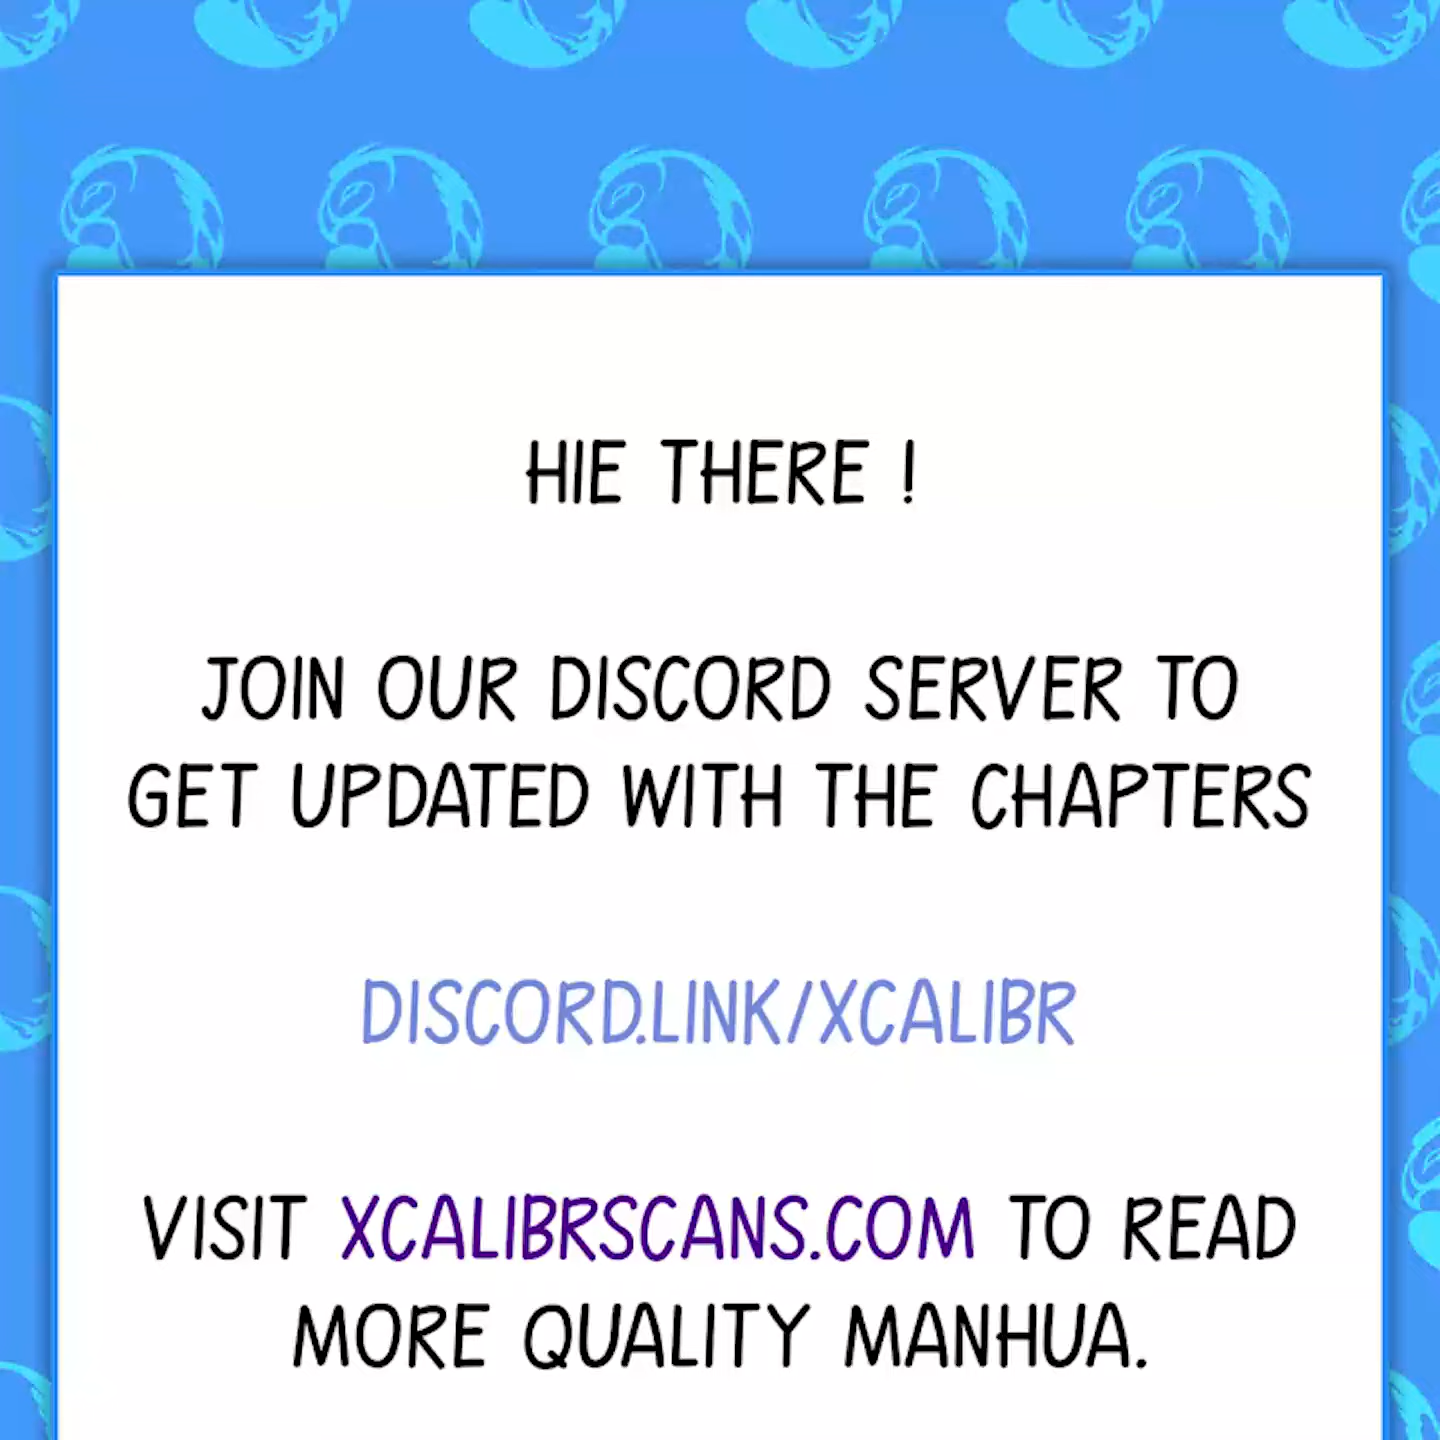 HIE THERE !
JOIN OUR DISCORD SERVER TO
GET UPDATED WITH THE CHAPTERS
DISCORD.LINK/XCALIBR
VISIT XCALIBRSCANS.COM TO READ
MORE QUALITY MANHUA.